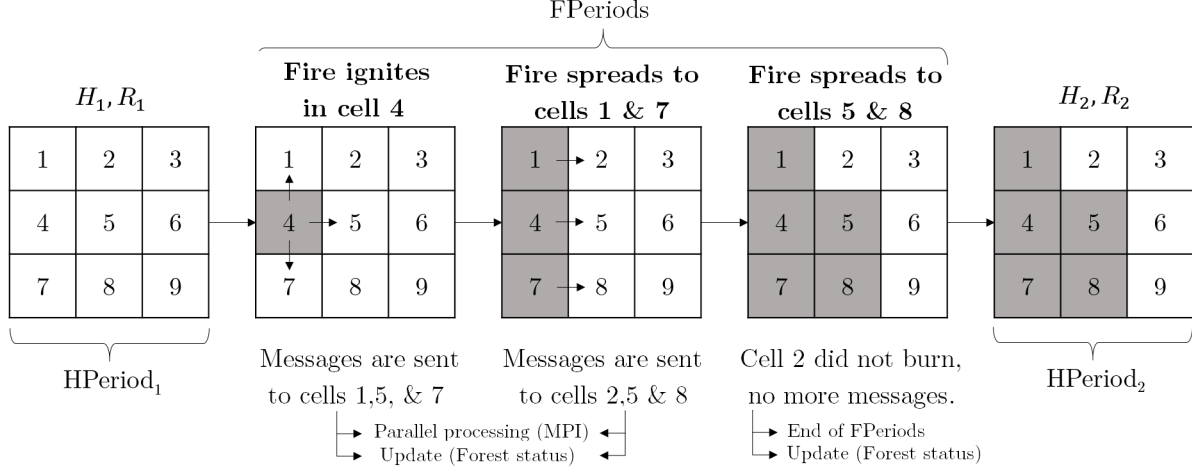 FPeriods
H₁, R₁
Fire ignites
in cell 4
Fire spreads to
cells 1 & 7
Fire spreads to
cells 5 & 8
H₂, R₂
1 2 3
4 5 6
7 8 9
1 2 3
4 5 6
7 8 9
1 2 3
4 5 6
7 8 9
1 2 3
4 5 6
7 8 9
1 2 3
4 5 6
7 8 9
HPeriod₁
Messages are sent
to cells 1,5, & 7
Messages are sent
to cells 2,5 & 8
Cell 2 did not burn,
no more messages.
HPeriod₂
Parallel processing (MPI)
Update (Forest status)
End of FPeriods
Update (Forest status)